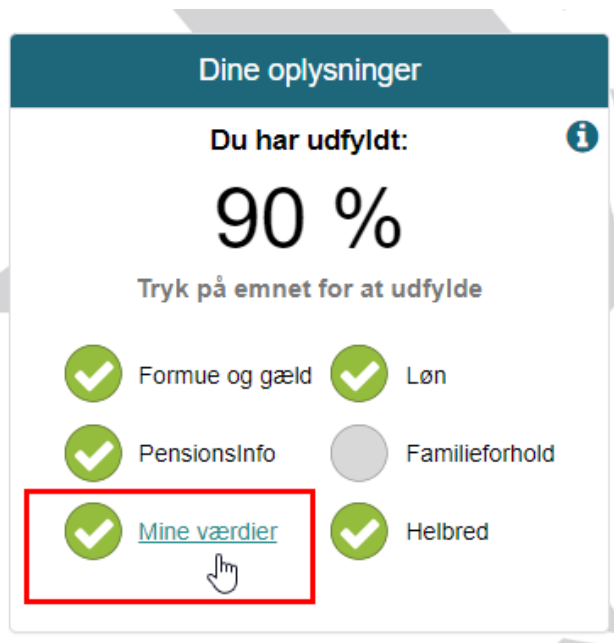 Dine oplysninger
Du har udfyldt:
90 %
Tryk på emnet for at udfylde
Formue og gæld
Løn
PensionsInfo
Familieforhold
Mine værdier
Helbred